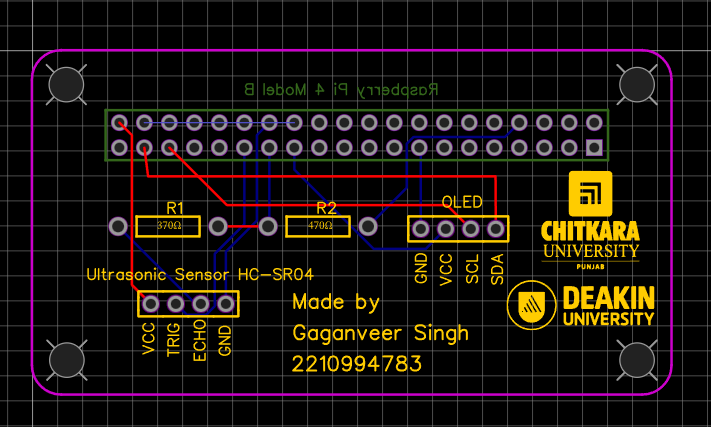 Raspberry Pi 4 Model B
R1
370Ω
R2
470Ω
OLED
GND
VCC
SCL
SDA
CHITKARA
UNIVERSITY
PUNJAB
Ultrasonic Sensor HC-SR04
VCC
TRIG
ECHO
GND
Made by
Gaganveer Singh
2210994783
DEAKIN
UNIVERSITY